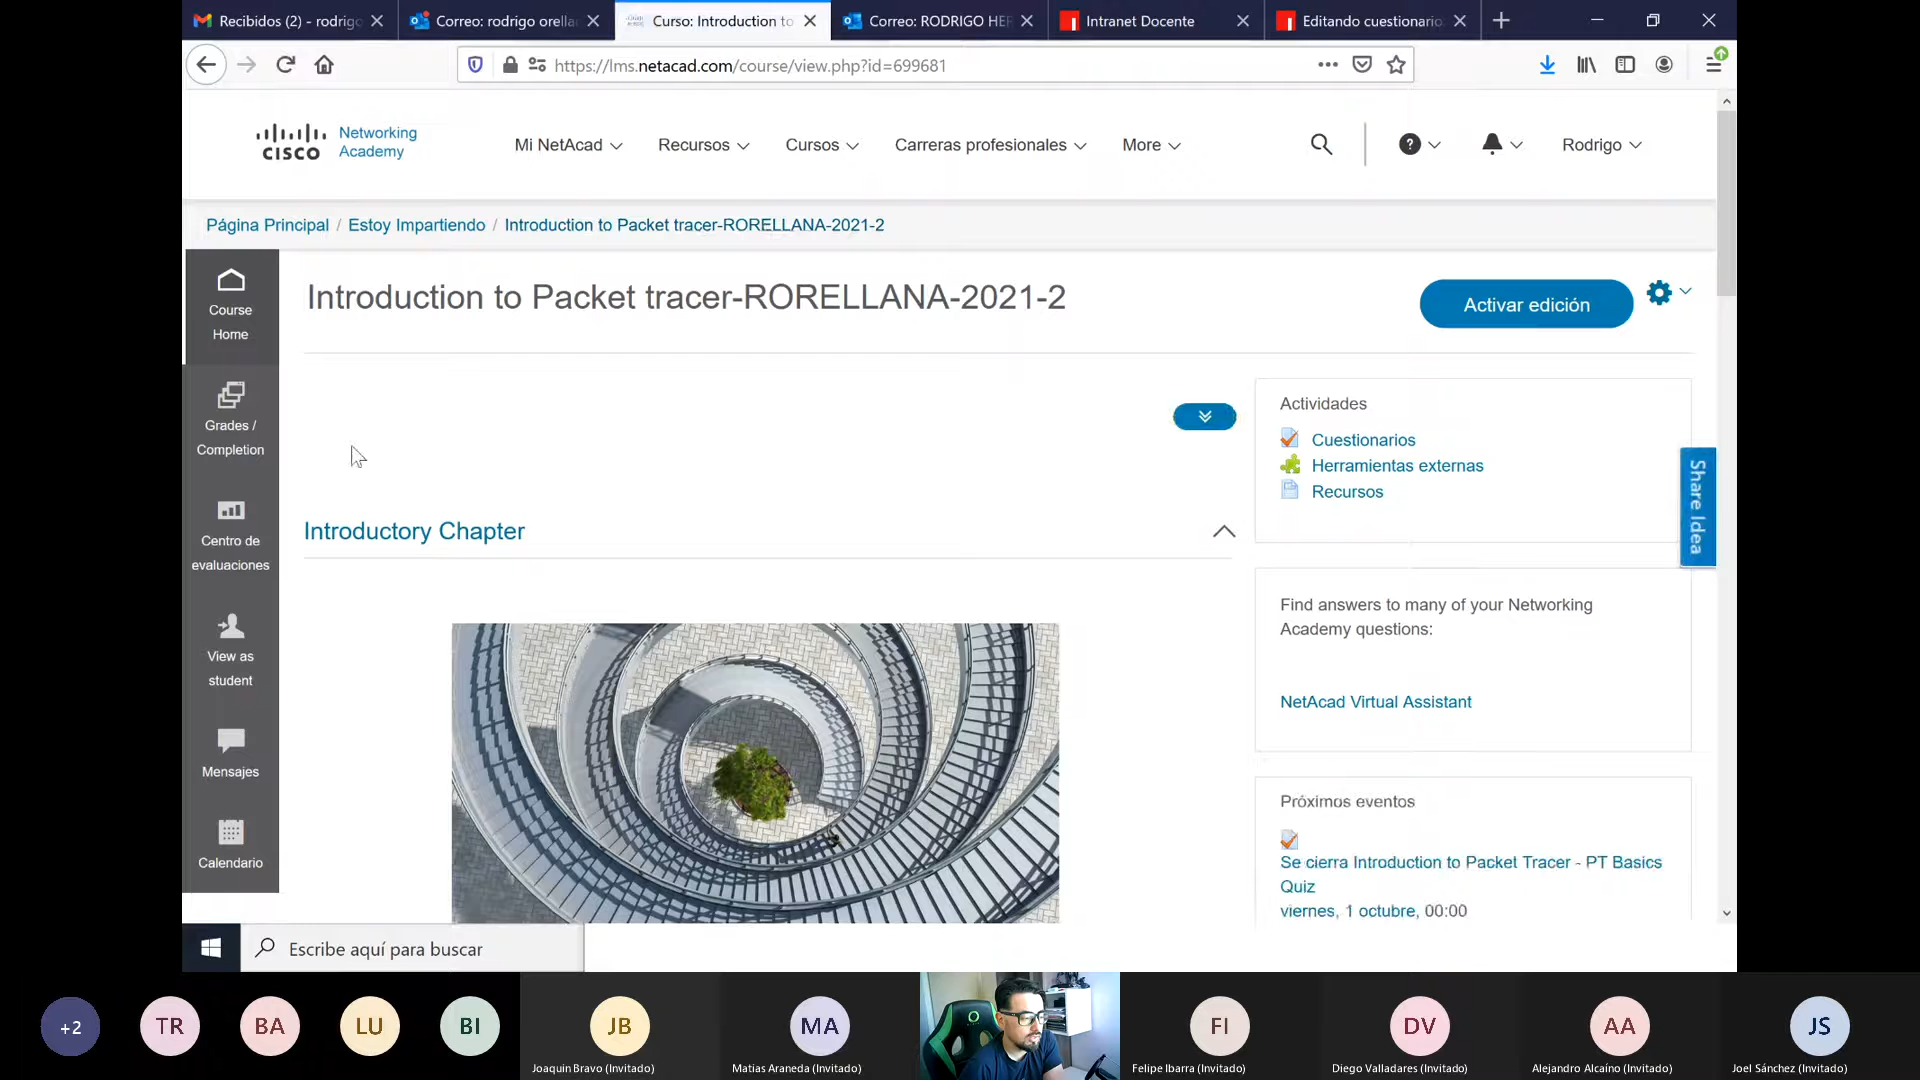 Recibidos (2) - rodrigo
Correo: rodrigo orella
Curso: Introduction to
Correo: RODRIGO HER
Intranet Docente
Editando cuestionario
https://lms.netacad.com/course/view.php?id=699681
CISCO
Networking
Academy
Mi NetAcad
Recursos
Cursos
Carreras profesionales
More
?
Rodrigo
Página Principal / Estoy Impartiendo / Introduction to Packet tracer-RORELLANA-2021-2
Course
Home
Grades /
Completion
Centro de
evaluaciones
View as
student
Mensajes
Calendario
Introduction to Packet tracer-RORELLANA-2021-2
Activar edición
Introductory Chapter
Actividades
Cuestionarios
Herramientas externas
Recursos
Share Idea
Find answers to many of your Networking
Academy questions:
NetAcad Virtual Assistant
Próximos eventos
Se cierra Introduction to Packet Tracer - PT Basics
Quiz
viernes, 1 octubre, 00:00
Escribe aquí para buscar
+2
TR
BA
LU
BI
JB
Joaquin Bravo (Invitado)
MA
Matias Araneda (Invitado)
FI
Felipe Ibarra (Invitado)
DV
Diego Valladares (Invitado)
AA
Alejandro Alcaíno (Invitado)
JS
Joel Sánchez (Invitado)